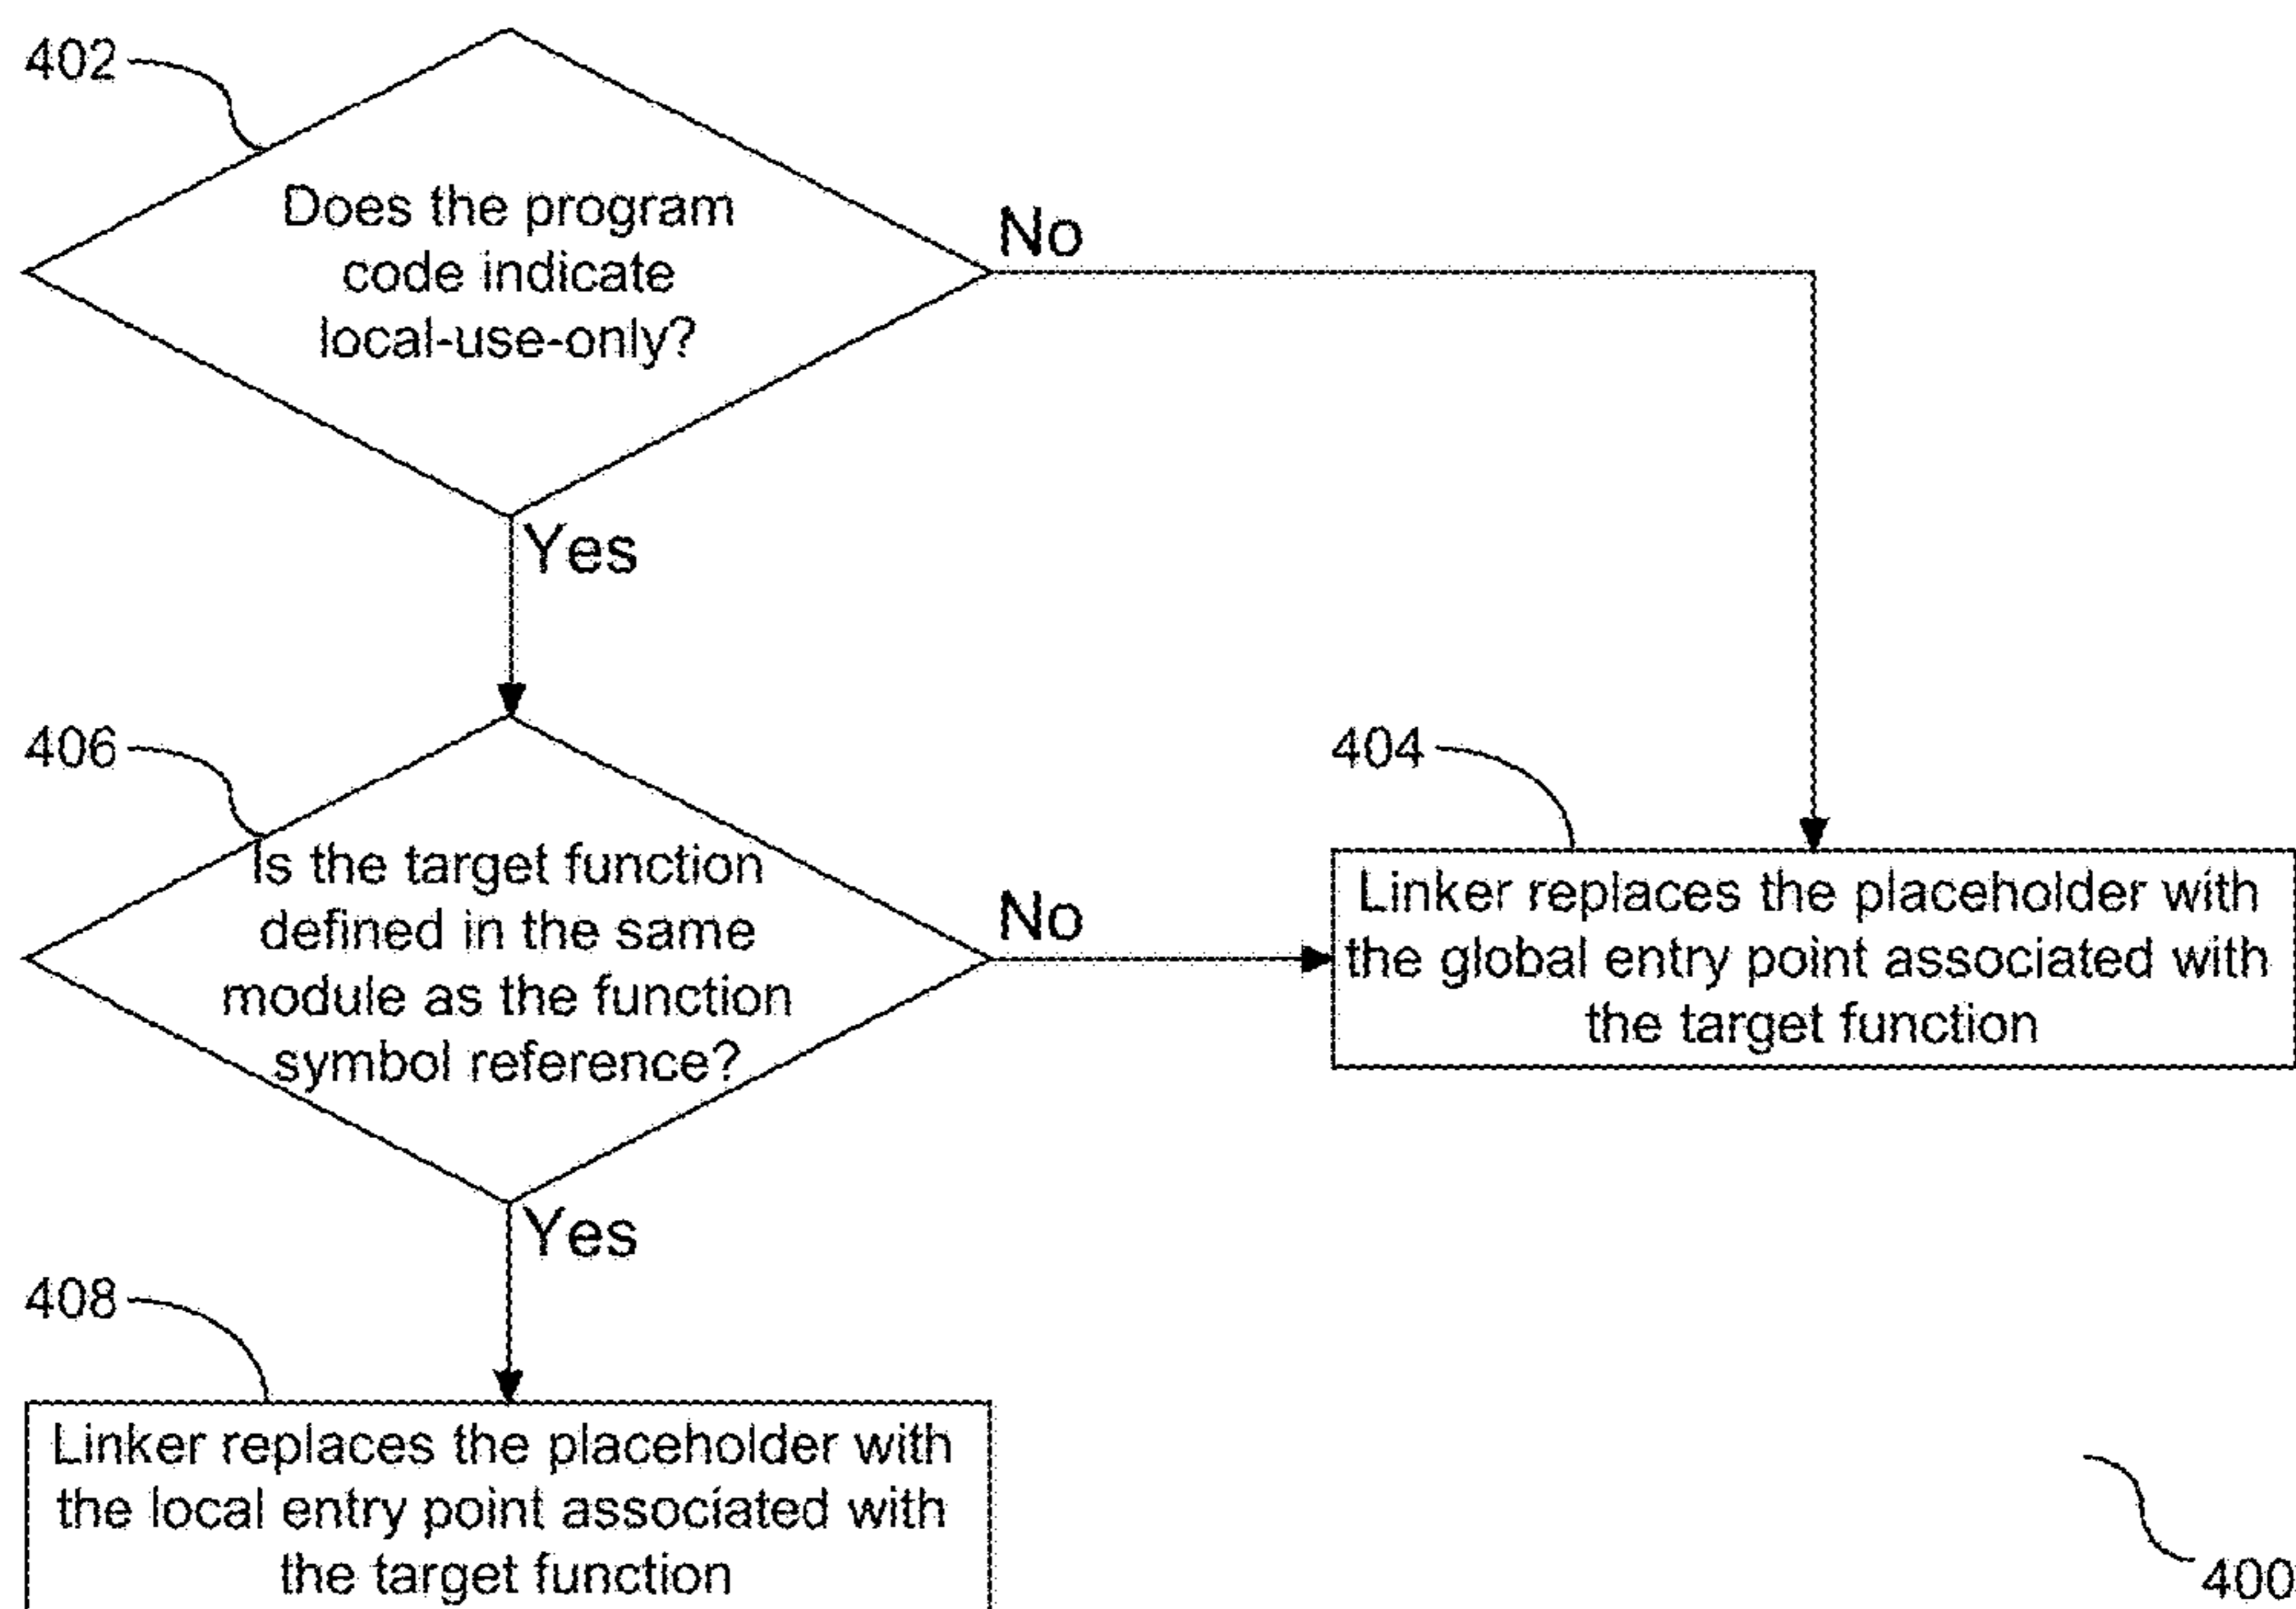 402
Does the program
code indicate
local-use-only?
No
Yes
406
Is the target function
defined in the same
module as the function
symbol reference?
No
404
Linker replaces the placeholder with
the global entry point associated with
the target function
Yes
408
Linker replaces the placeholder with
the local entry point associated with
the target function
400